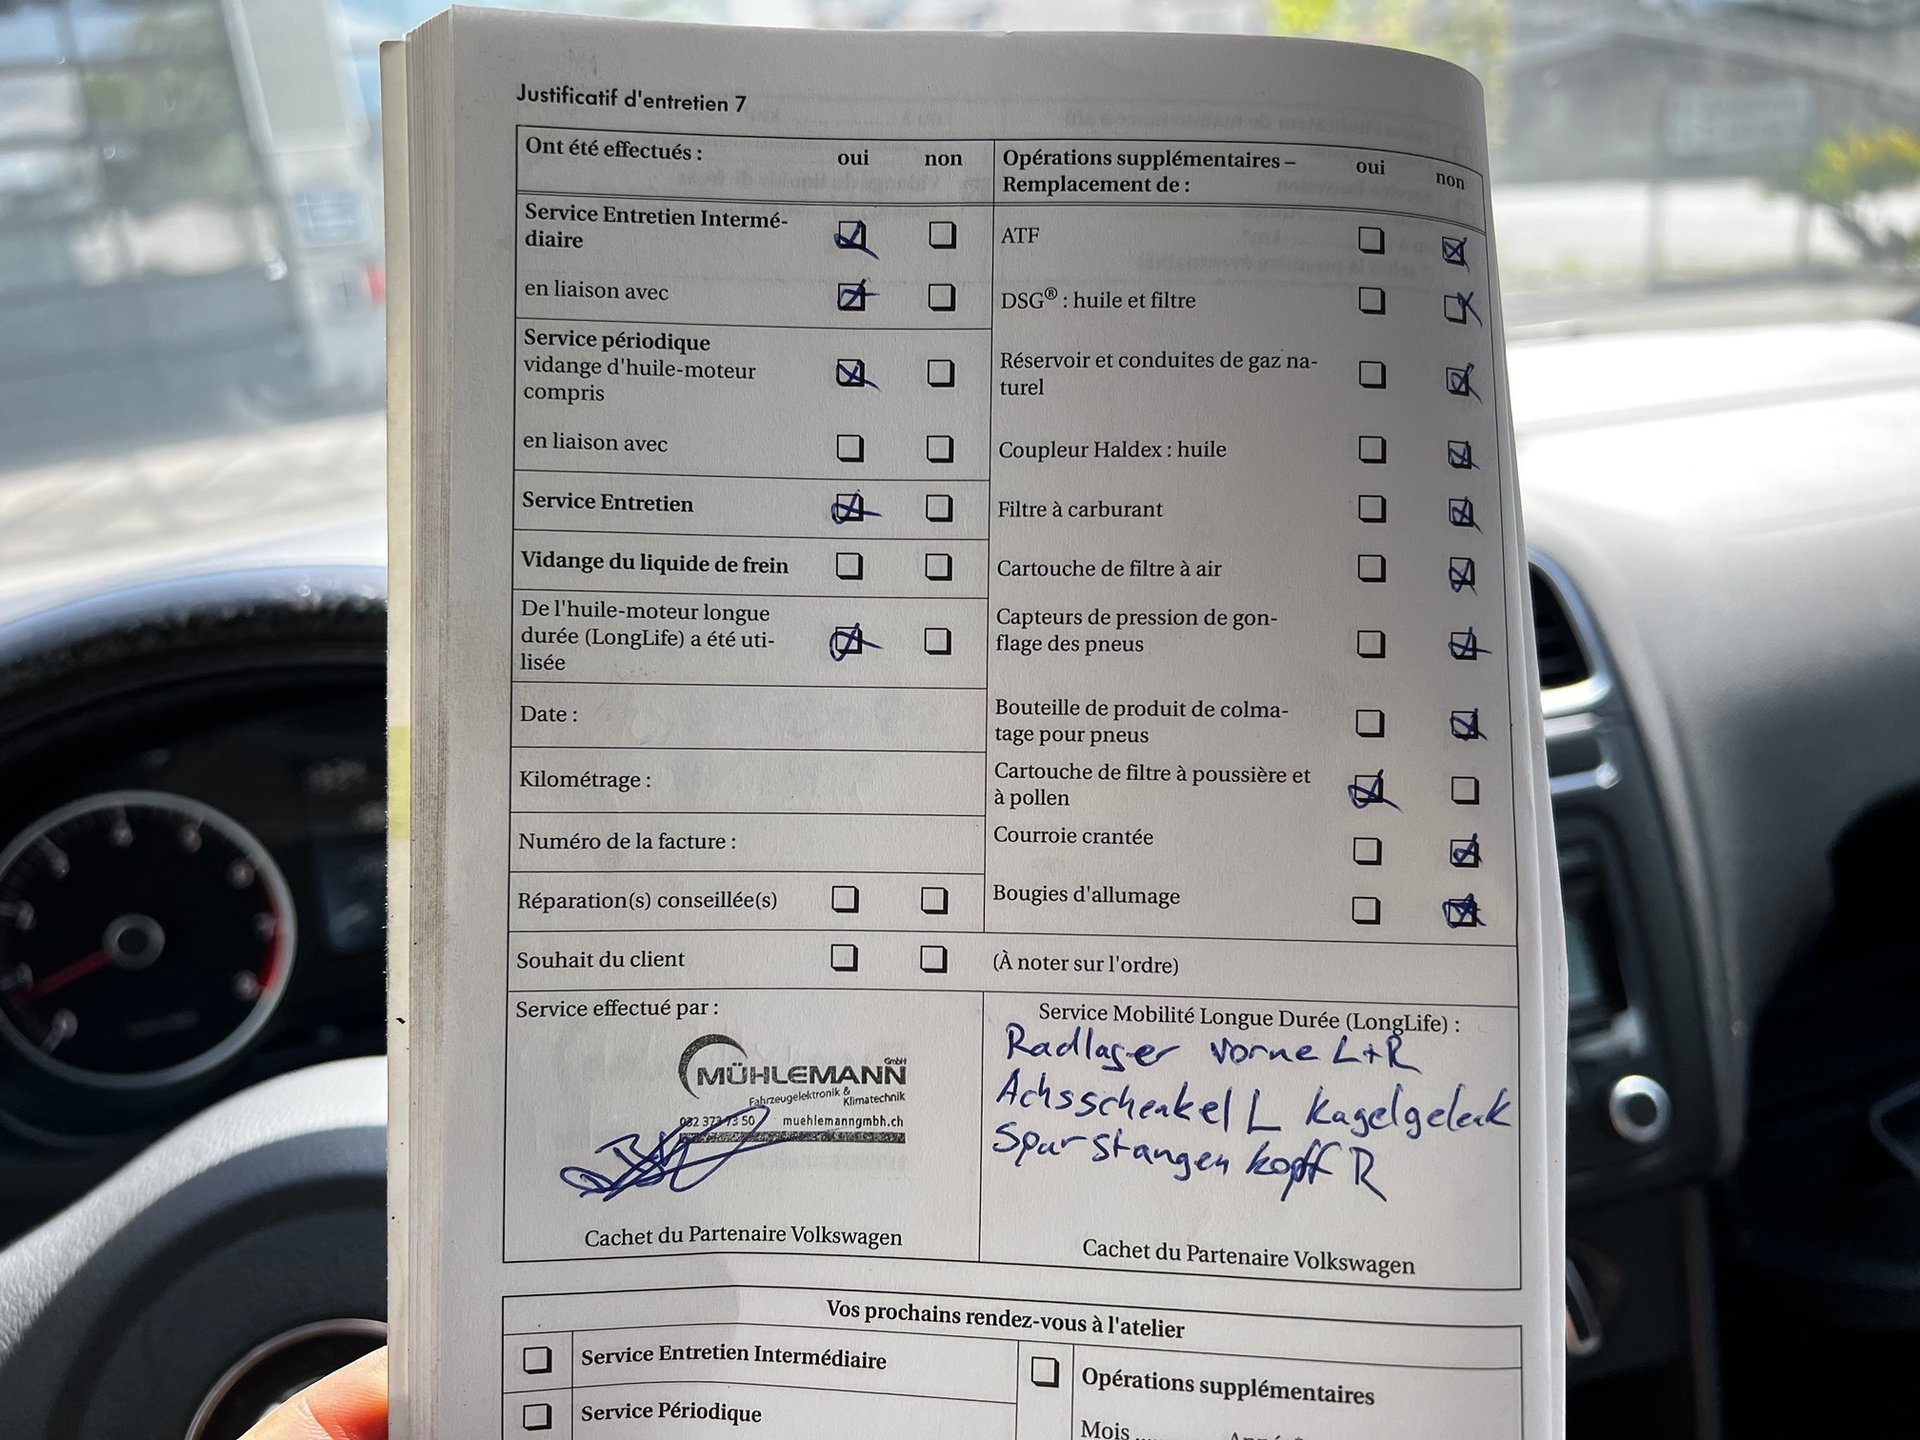 Justificatif d'entretien 7
Ont été effectués : oui non
Service Entretien Intermé-
diaire
en liaison avec
Service périodique
vidange d'huile-moteur
compris
en liaison avec
Service Entretien
Vidange du liquide de frein
De l'huile-moteur longue
durée (LongLife) a été uti-
lisée
Date :
Kilométrage :
Numéro de la facture :
Réparation(s) conseillée(s)
Souhait du client
Opérations supplémentaires – oui non
Remplacement de :
ATF
DSG® : huile et filtre
Réservoir et conduites de gaz na-
turel
Coupleur Haldex : huile
Filtre à carburant
Cartouche de filtre à air
Capteurs de pression de gon-
flage des pneus
Bouteille de produit de colma-
tage pour pneus
Cartouche de filtre à poussière et
à pollen
Courroie crantée
Bougies d'allumage
(À noter sur l'ordre)
Service effectué par :
GmbH
MÜHLEMANN
Fahrzeugelektronik &
Klimatechnik
032 373 73 50 muehlemanngmbh.ch
Cachet du Partenaire Volkswagen
Service Mobilité Longue Durée (LongLife) :
Radlager vorne L+R
Achsschenkel L Kagelgelenk
Spurstangenkopf R
Cachet du Partenaire Volkswagen
Vos prochains rendez-vous à l'atelier
Service Entretien Intermédiaire
Service Périodique
Opérations supplémentaires
Mois